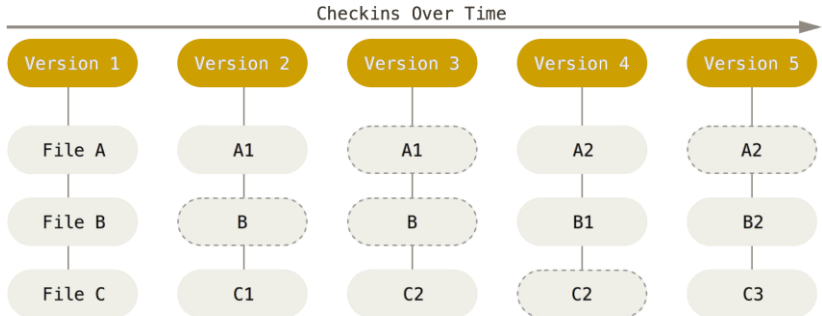 Checkins Over Time
Version 1 Version 2 Version 3 Version 4 Version 5
File A A1 A1 A2 A2
File B B B B1 B2
File C C1 C2 C2 C3